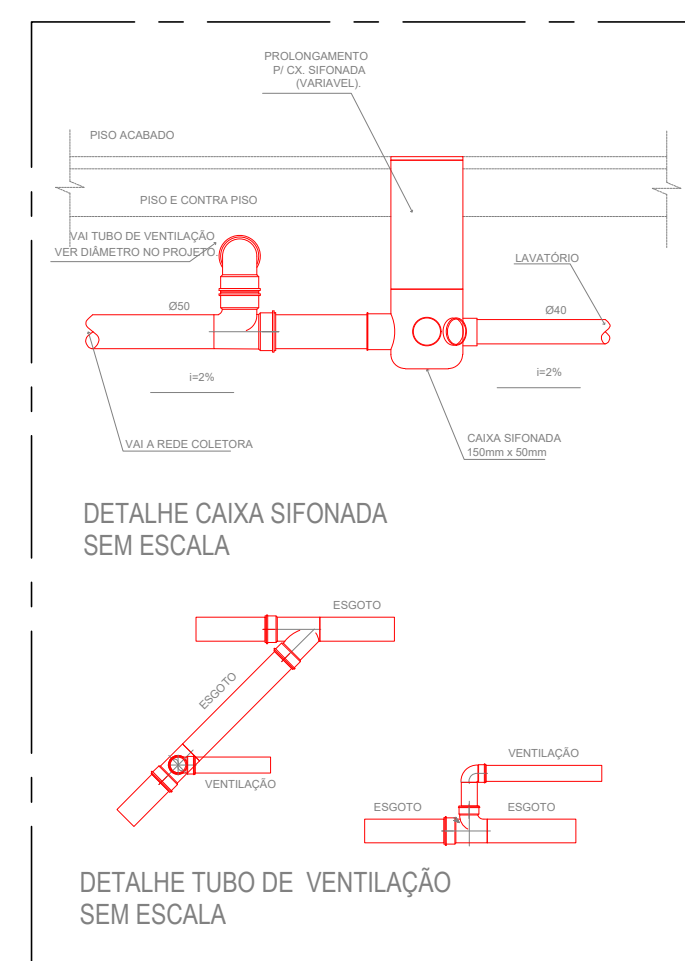 PROLONGAMENTO
P/ CX. SIFONADA
(VARIAVEL).
PISO ACABADO
PISO E CONTRA PISO
VAI TUBO DE VENTILAÇÃO
VER DIÂMETRO NO PROJETO.
LAVATÓRIO
Ø50
Ø40
i=2%
i=2%
VAI A REDE COLETORA
CAIXA SIFONADA
150mm x 50mm
DETALHE CAIXA SIFONADA
SEM ESCALA
ESGOTO
ESGOTO
VENTILAÇÃO
VENTILAÇÃO
ESGOTO
ESGOTO
DETALHE TUBO DE VENTILAÇÃO
SEM ESCALA